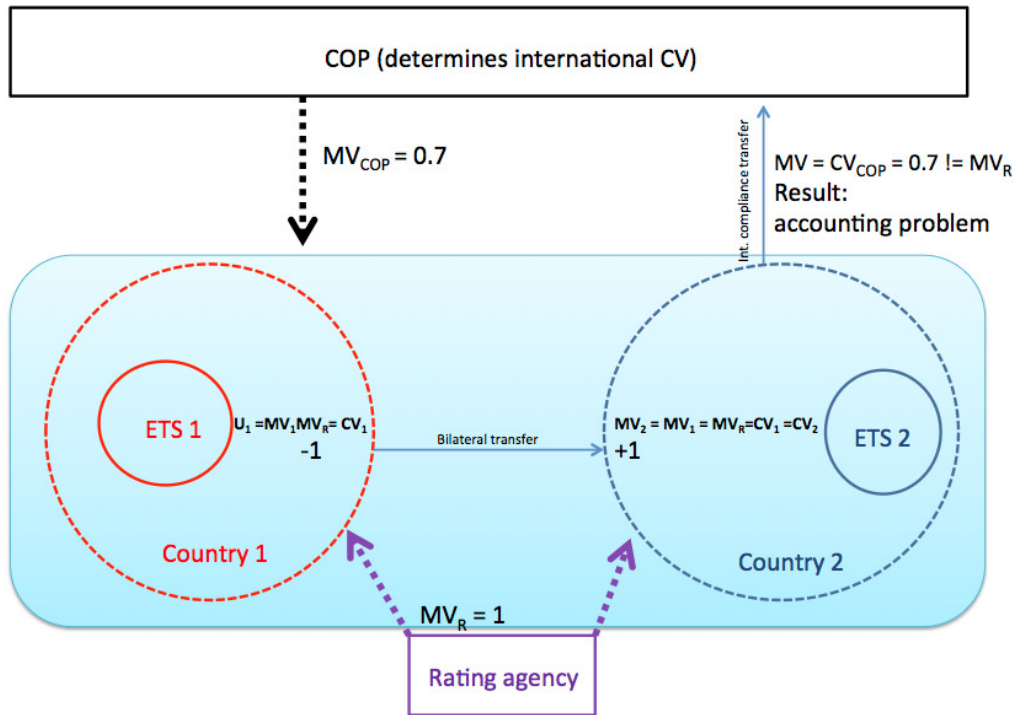 COP (determines international CV)
MV_COP = 0.7
Int. compliance transfer
MV = CV_COP = 0.7 != MV_R
Result:
accounting problem
ETS 1
U_1 =MV_1MV_R= CV_1
-1
Bilateral transfer
MV_2 = MV_1 = MV_R=CV_1 =CV_2
+1
ETS 2
Country 1
Country 2
MV_R = 1
Rating agency